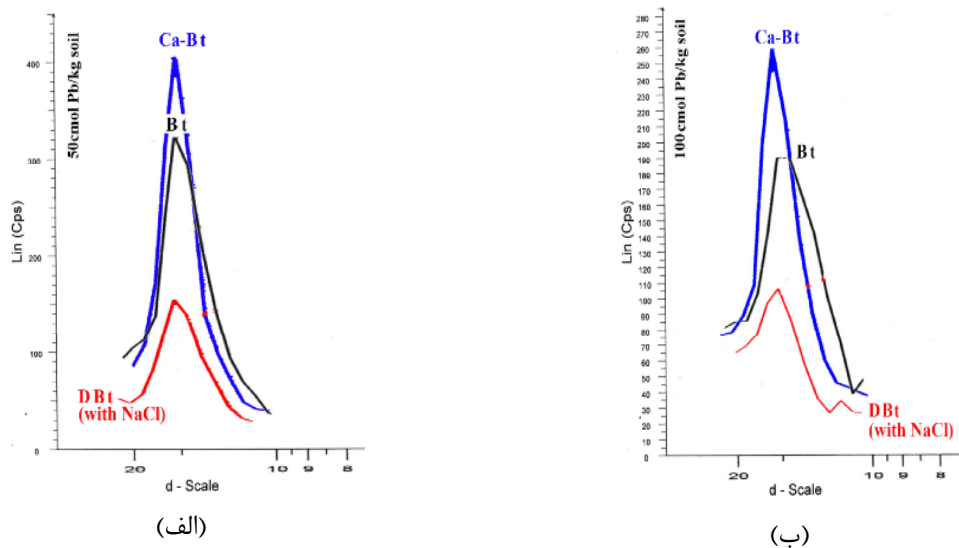 50cmol Pb/kg soil
Lin (Cps)
400
300
200
100
0
Ca-Bt
Bt
DBt
(with NaCl)
20
10
9
8
d - Scale
(الف)
100cmol Pb/kg soil
Lin (Cps)
280
270
260
250
240
230
220
210
200
190
180
170
160
150
140
130
120
110
100
90
80
70
60
50
40
30
20
10
0
Ca-Bt
Bt
DBt
(with NaCl)
20
10
9
8
d - Scale
(ب)